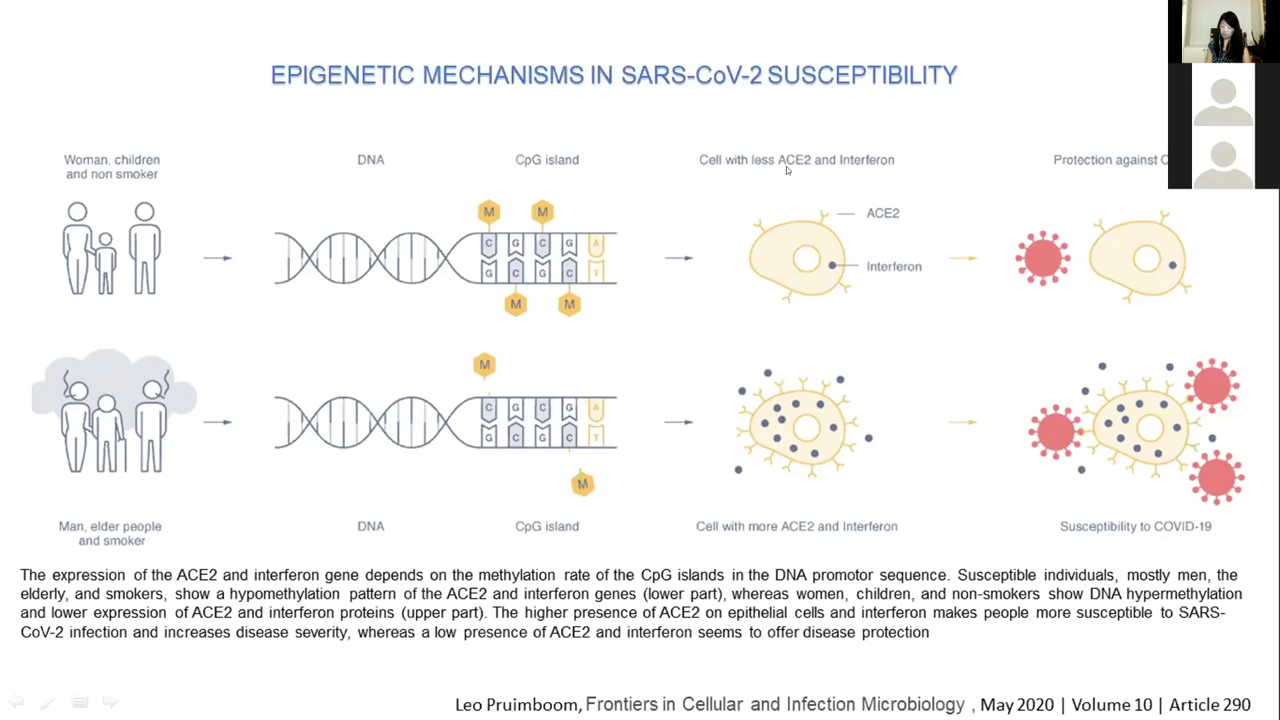 EPIGENETIC MECHANISMS IN SARS-CoV-2 SUSCEPTIBILITY
Woman, children
and non smoker
DNA
CpG island
Cell with less ACE2 and Interferon
Protection against
M M
C G C G A
G C G C T
M M
ACE2
Interferon
M
C G C G A
G C G C T
M
Man, elder people
and smoker
DNA
CpG island
Cell with more ACE2 and Interferon
Susceptibility to COVID-19
The expression of the ACE2 and interferon gene depends on the methylation rate of the CpG islands in the DNA promotor sequence. Susceptible individuals, mostly men, the
elderly, and smokers, show a hypomethylation pattern of the ACE2 and interferon genes (lower part), whereas women, children, and non-smokers show DNA hypermethylation
and lower expression of ACE2 and interferon proteins (upper part). The higher presence of ACE2 on epithelial cells and interferon makes people more susceptible to SARS-
CoV-2 infection and increases disease severity, whereas a low presence of ACE2 and interferon seems to offer disease protection
Leo Pruimboom, Frontiers in Cellular and Infection Microbiology , May 2020 | Volume 10 | Article 290